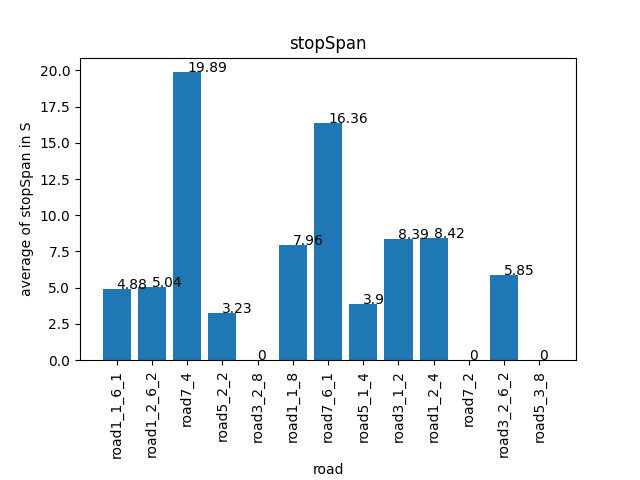 stopSpan
20.0
17.5
15.0
12.5
10.0
7.5
5.0
2.5
0.0
average of stopSpan in S
4.88
5.04
19.89
3.23
0
7.96
16.36
3.9
8.39
8.42
0
5.85
0
road1_1_6_1
road1_2_6_2
road7_4
road5_2_2
road3_2_8
road1_1_8
road7_6_1
road5_1_4
road3_1_2
road1_2_4
road7_2
road3_2_6_2
road5_3_8
road